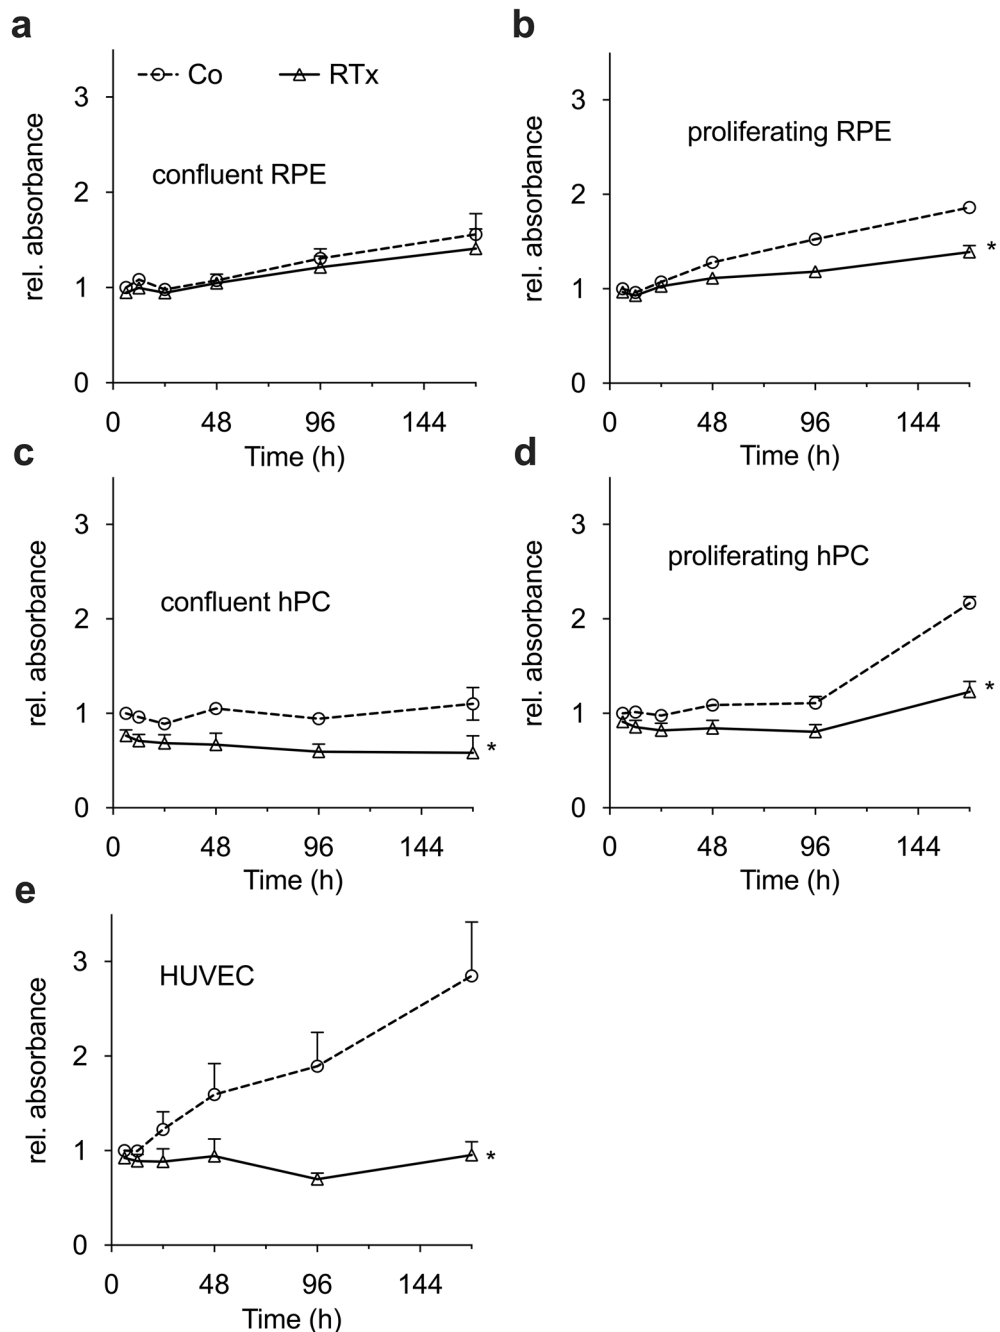 a
Co RTx
3
confluent RPE
2
1
0
0 48 96 144
rel. absorbance
Time (h)
b
3
proliferating RPE
2
1
0
*
0 48 96 144
rel. absorbance
Time (h)
c
3
confluent hPC
2
1
0
*
0 48 96 144
rel. absorbance
Time (h)
d
3
proliferating hPC
2
1
0
*
0 48 96 144
rel. absorbance
Time (h)
e
3
HUVEC
2
1
0
*
0 48 96 144
rel. absorbance
Time (h)